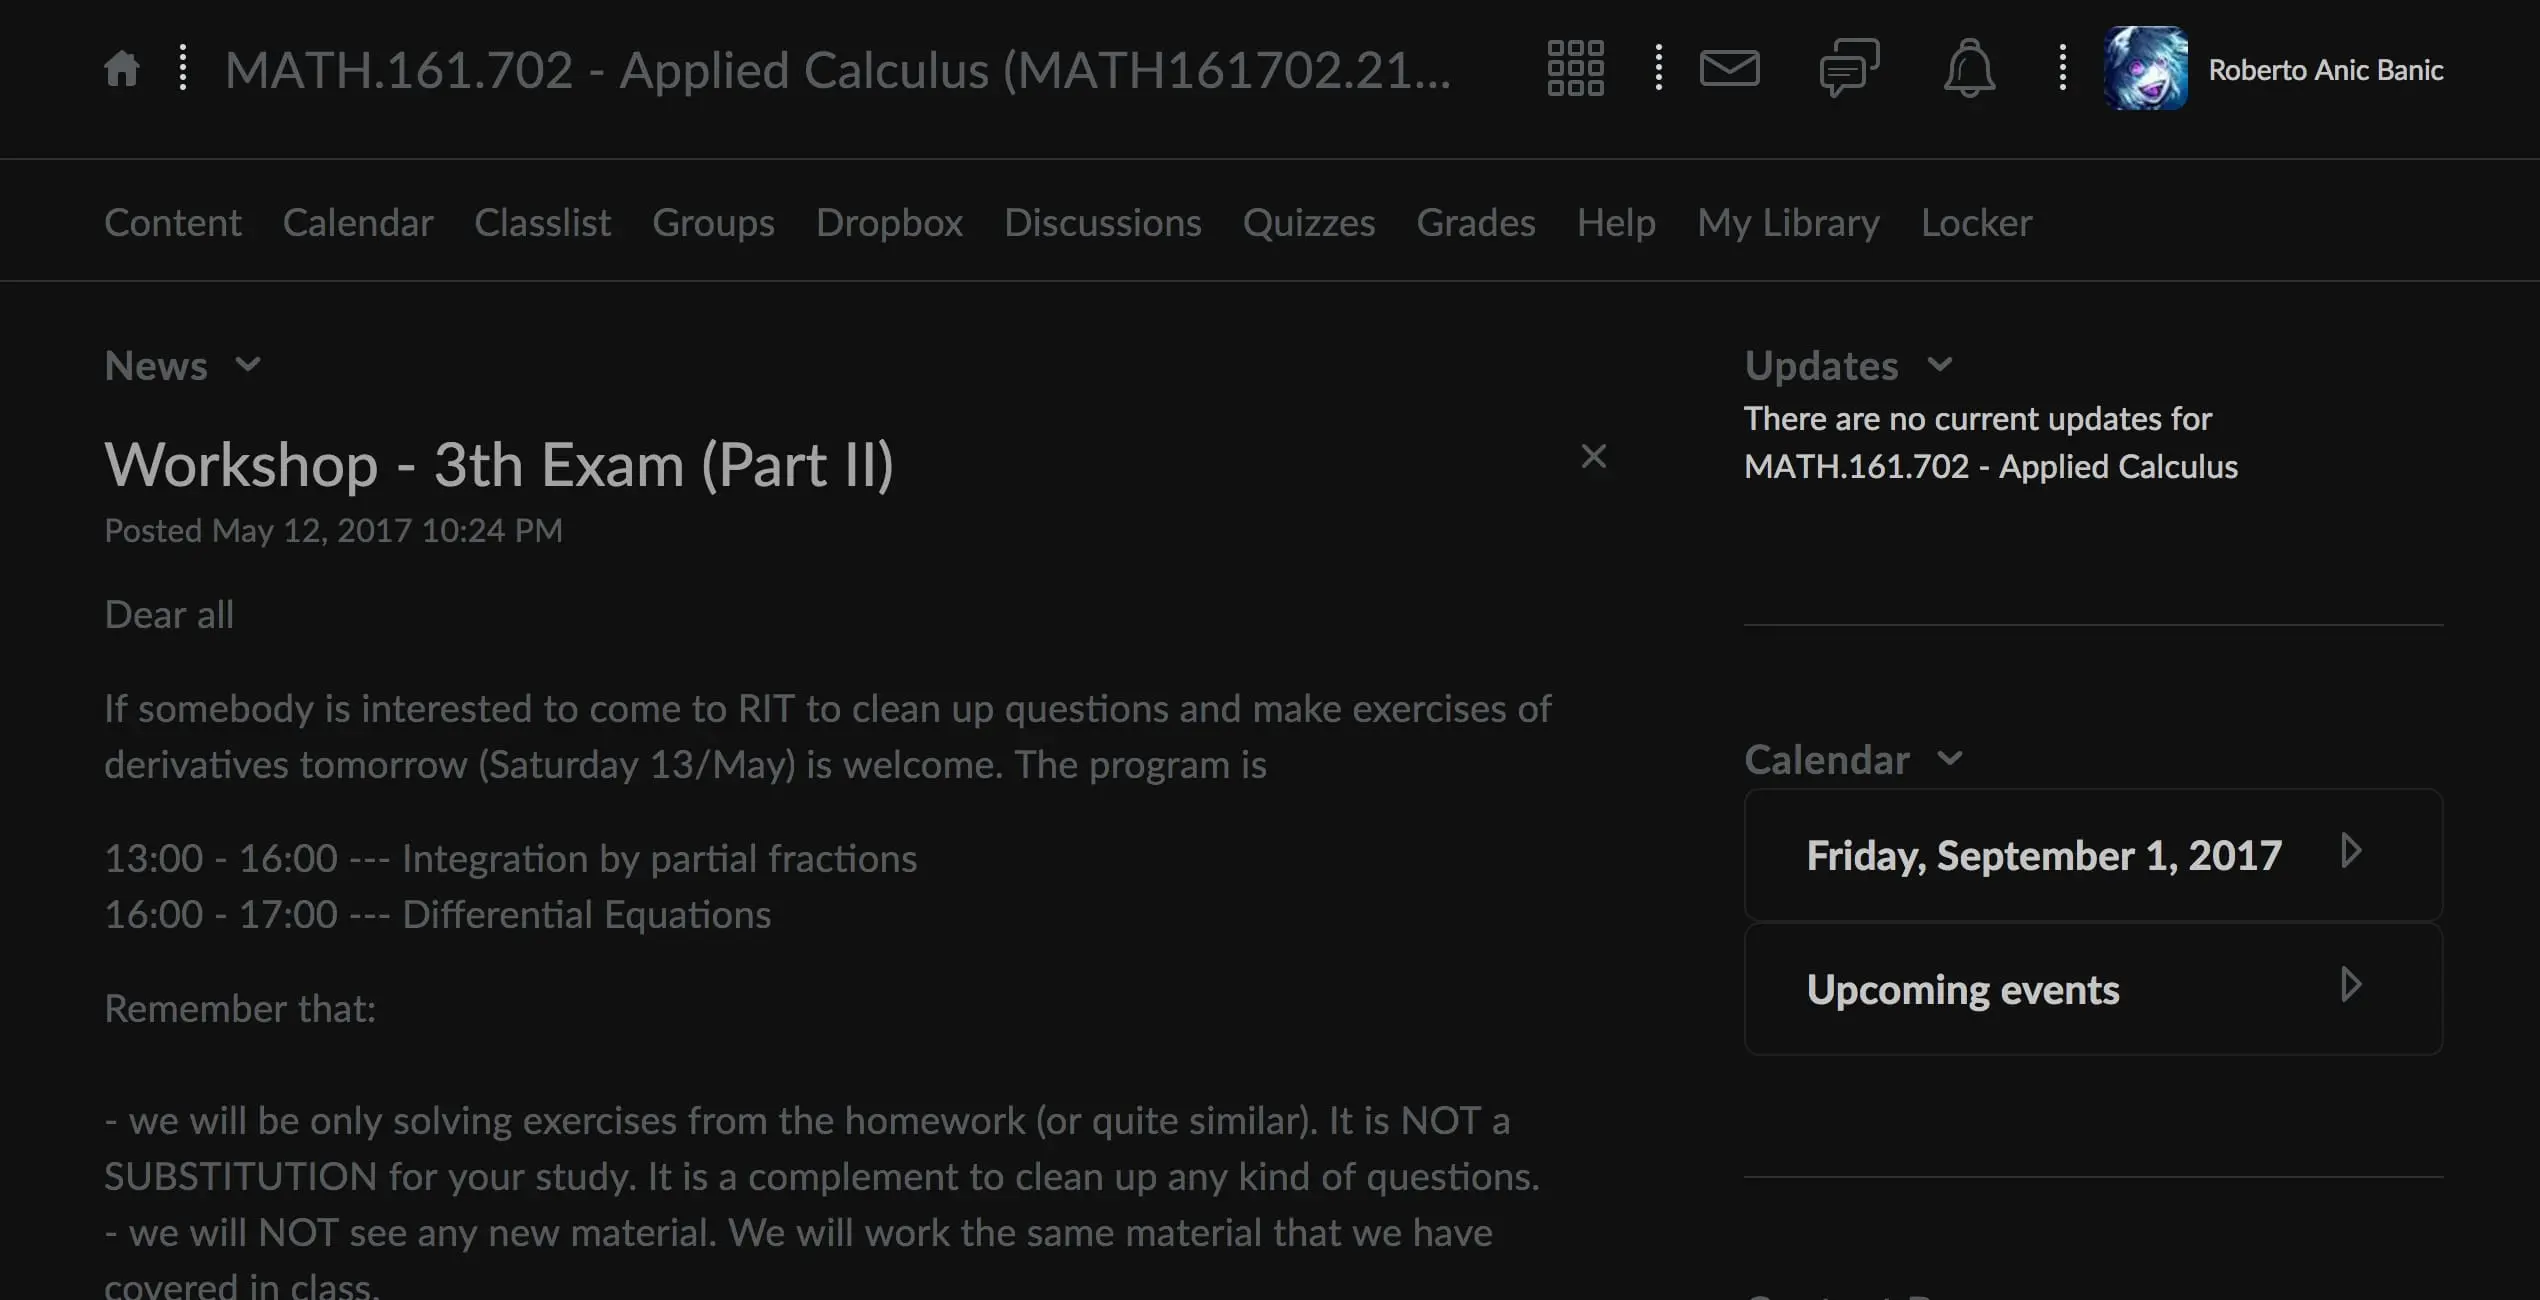 MATH.161.702 - Applied Calculus (MATH161702.21...
Roberto Anic Banic
Content Calendar Classlist Groups Dropbox Discussions Quizzes Grades Help My Library Locker
News
Workshop - 3th Exam (Part II)
Posted May 12, 2017 10:24 PM
Dear all
If somebody is interested to come to RIT to clean up questions and make exercises of
derivatives tomorrow (Saturday 13/May) is welcome. The program is
13:00 - 16:00 --- Integration by partial fractions
16:00 - 17:00 --- Differential Equations
Remember that:
- we will be only solving exercises from the homework (or quite similar). It is NOT a
SUBSTITUTION for your study. It is a complement to clean up any kind of questions.
- we will NOT see any new material. We will work the same material that we have
covered in class.
Updates
There are no current updates for
MATH.161.702 - Applied Calculus
Calendar
Friday, September 1, 2017
Upcoming events